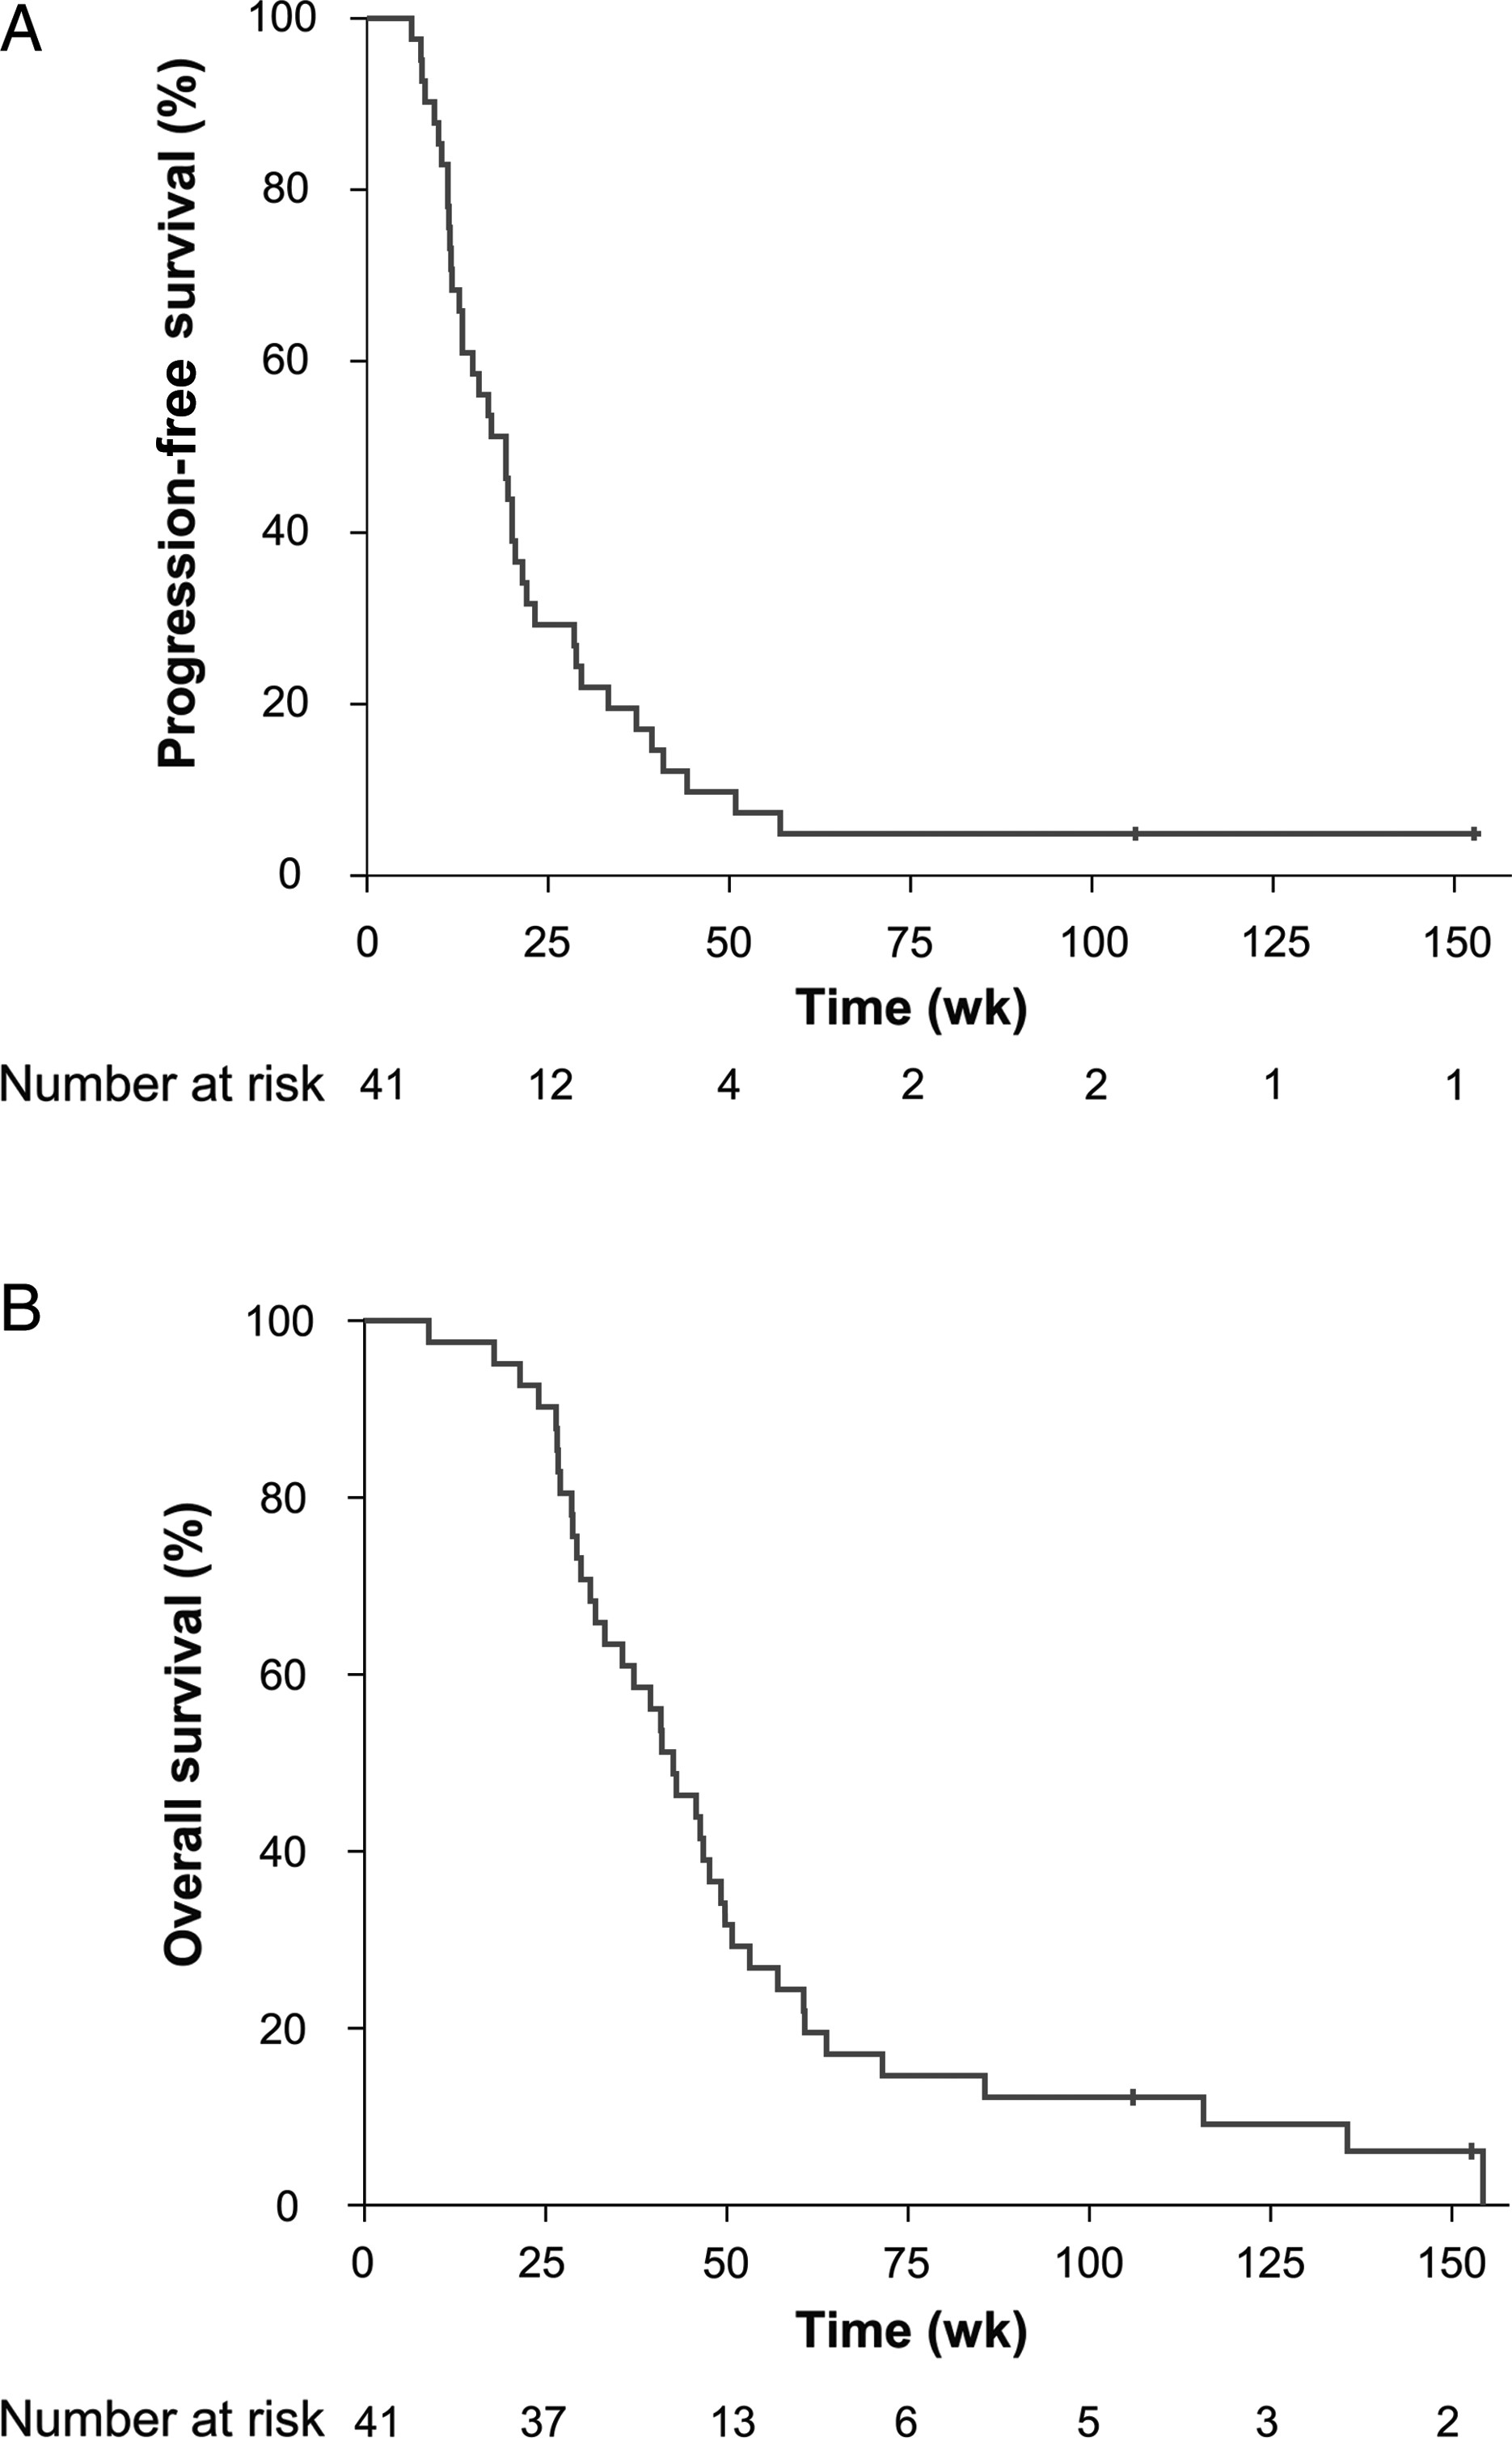 A
Progression-free survival (%)
100
80
60
40
20
0
0 25 50 75 100 125 150
Time (wk)
Number at risk 41 12 4 2 2 1 1
B
Overall survival (%)
100
80
60
40
20
0
0 25 50 75 100 125 150
Time (wk)
Number at risk 41 37 13 6 5 3 2